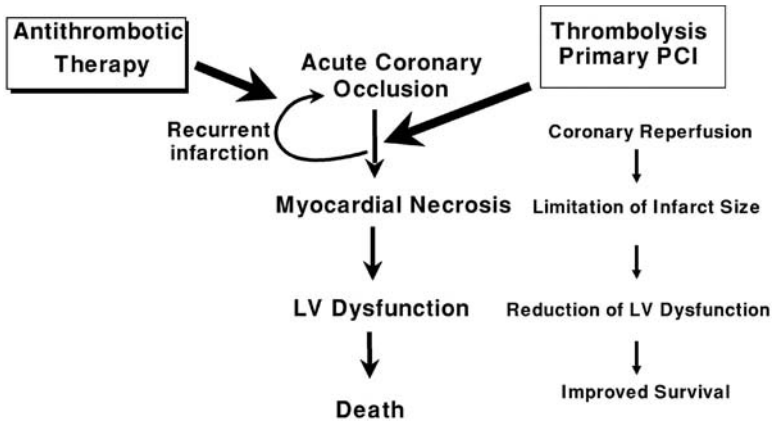 Antithrombotic
Therapy
Acute Coronary
Occlusion
Thrombolysis
Primary PCI
Recurrent
infarction
Coronary Reperfusion
Myocardial Necrosis
Limitation of Infarct Size
LV Dysfunction
Reduction of LV Dysfunction
Death
Improved Survival